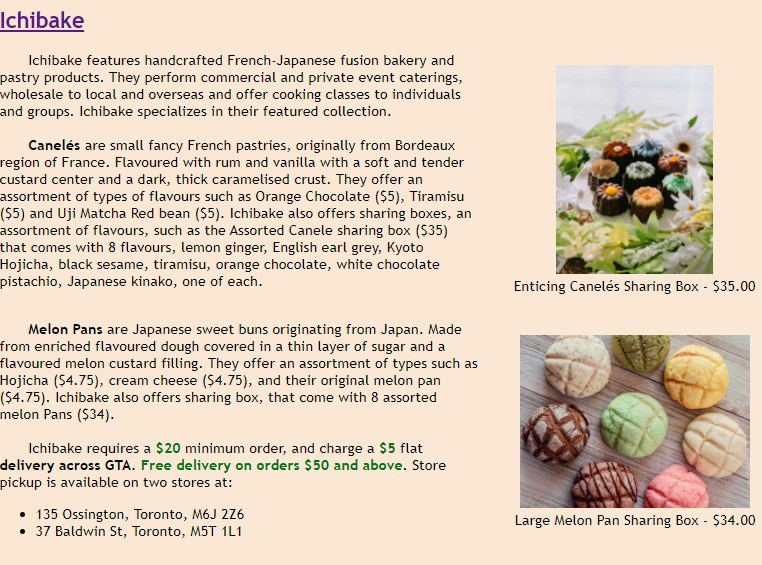 Ichibake
Ichibake features handcrafted French-Japanese fusion bakery and
pastry products. They perform commercial and private event caterings,
wholesale to local and overseas and offer cooking classes to individuals
and groups. Ichibake specializes in their featured collection.
Canelés are small fancy French pastries, originally from Bordeaux
region of France. Flavoured with rum and vanilla with a soft and tender
custard center and a dark, thick caramelised crust. They offer an
assortment of types of flavours such as Orange Chocolate ($5), Tiramisu
($5) and Uji Matcha Red bean ($5). Ichibake also offers sharing boxes, an
assortment of flavours, such as the Assorted Canele sharing box ($35)
that comes with 8 flavours, lemon ginger, English earl grey, Kyoto
Hojicha, black sesame, tiramisu, orange chocolate, white chocolate
pistachio, Japanese kinako, one of each.
Enticing Canelés Sharing Box - $35.00
Melon Pans are Japanese sweet buns originating from Japan. Made
from enriched flavoured dough covered in a thin layer of sugar and a
flavoured melon custard filling. They offer an assortment of types such as
Hojicha ($4.75), cream cheese ($4.75), and their original melon pan
($4.75). Ichibake also offers sharing box, that come with 8 assorted
melon Pans ($34).
Ichibake requires a $20 minimum order, and charge a $5 flat
delivery across GTA. Free delivery on orders $50 and above. Store
pickup is available on two stores at:
135 Ossington, Toronto, M6J 2Z6
37 Baldwin St, Toronto, M5T 1L1
Large Melon Pan Sharing Box - $34.00